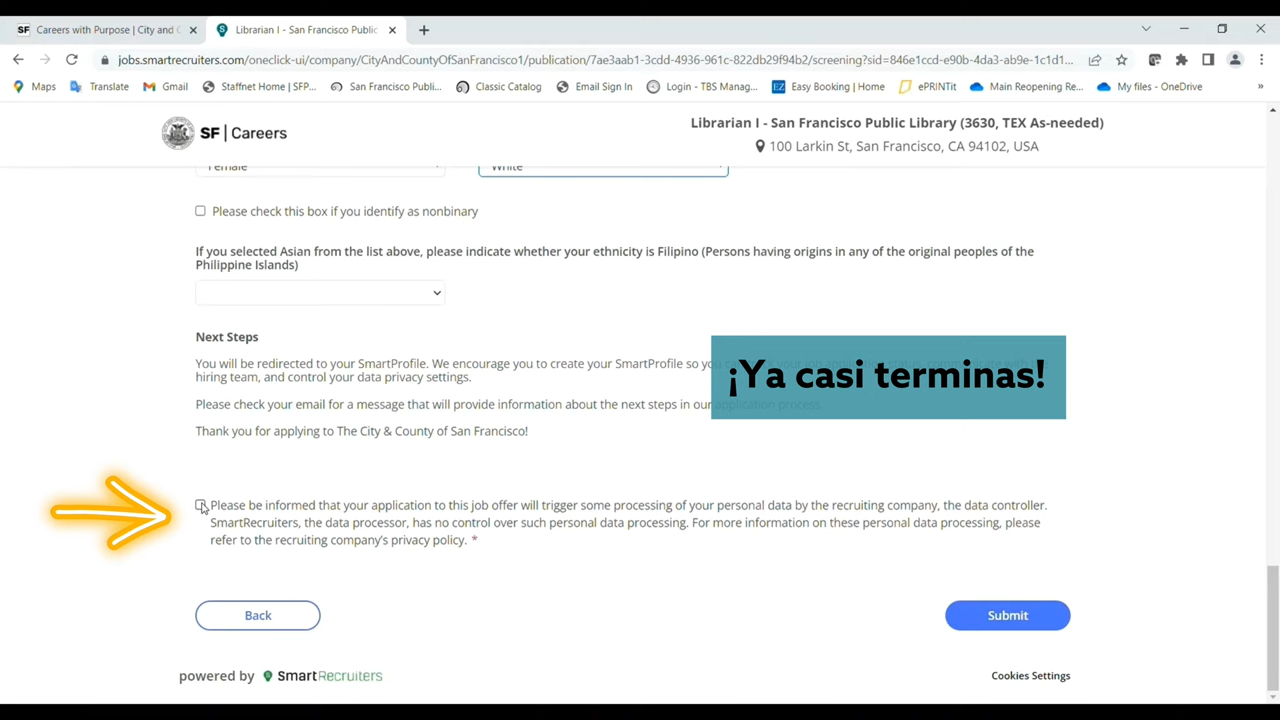 Careers with Purpose | City and C
Librarian I - San Francisco Public
jobs.smartrecruiters.com/oneclick-ui/company/CityAndCountyOfSanFrancisco1/publication/7ae3aab1-3cdd-4936-961c-822db29f94b2/screening?sid=846e1ccd-e90b-4da3-ab9e-1c1d1...
Maps Translate Gmail Staffnet Home | SFP... San Francisco Publi... Classic Catalog Email Sign In Login - TBS Manag... EZ Easy Booking | Home ePRINTit Main Reopening Re... My files - OneDrive »
SF | Careers
Librarian I - San Francisco Public Library (3630, TEX As-needed)
100 Larkin St, San Francisco, CA 94102, USA
Female White
Please check this box if you identify as nonbinary
If you selected Asian from the list above, please indicate whether your ethnicity is Filipino (Persons having origins in any of the original peoples of the
Philippine Islands)
Next Steps
You will be redirected to your SmartProfile. We encourage you to create your SmartProfile so you
hiring team, and control your data privacy settings.
¡Ya casi terminas!
Please check your email for a message that will provide information about the next steps in our application process.
Thank you for applying to The City & County of San Francisco!
Please be informed that your application to this job offer will trigger some processing of your personal data by the recruiting company, the data controller.
SmartRecruiters, the data processor, has no control over such personal data processing. For more information on these personal data processing, please
refer to the recruiting company's privacy policy. *
Back
Submit
powered by SmartRecruiters
Cookies Settings